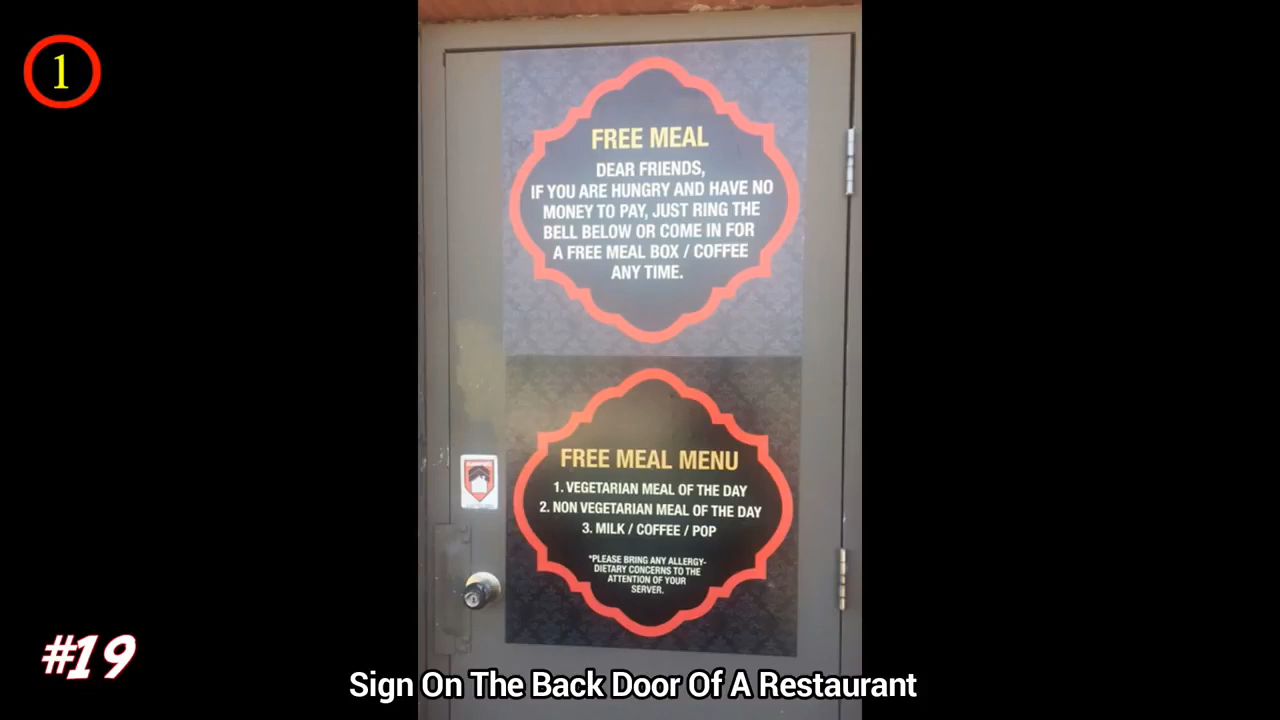 1
FREE MEAL
DEAR FRIENDS,
IF YOU ARE HUNGRY AND HAVE NO
MONEY TO PAY, JUST RING THE
BELL BELOW OR COME IN FOR
A FREE MEAL BOX / COFFEE
ANY TIME.
FREE MEAL MENU
1. VEGETARIAN MEAL OF THE DAY
2. NON VEGETARIAN MEAL OF THE DAY
3. MILK / COFFEE / POP
*PLEASE BRING ANY ALLERGY-
DIETARY CONCERNS TO THE
ATTENTION OF YOUR
SERVER.
#19
Sign On The Back Door Of A Restaurant